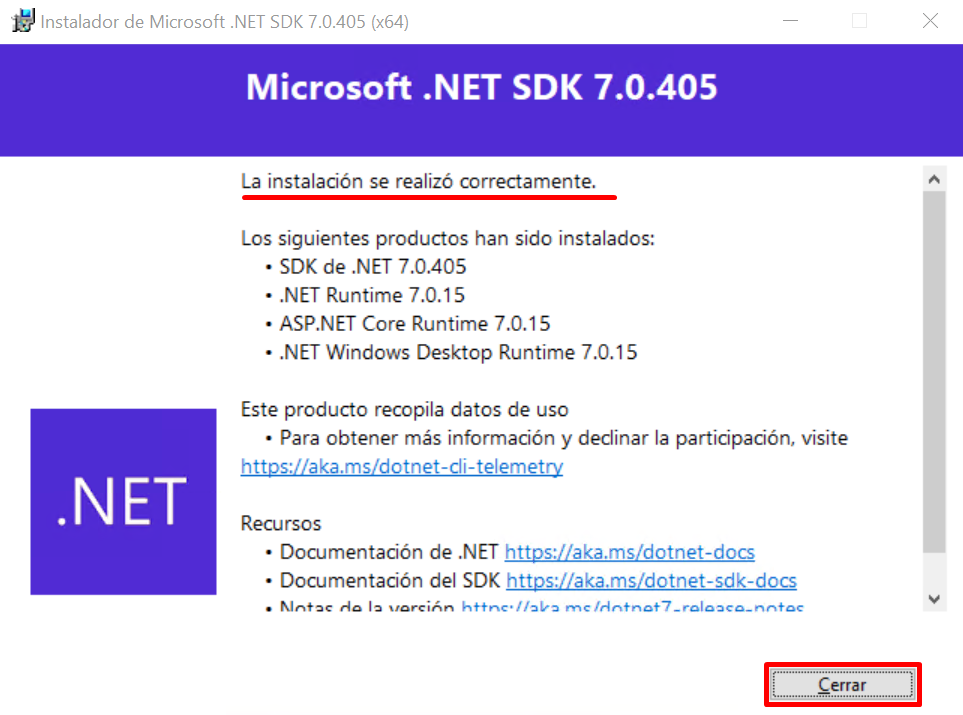 Instalador de Microsoft .NET SDK 7.0.405 (x64)
Microsoft .NET SDK 7.0.405
La instalación se realizó correctamente.
Los siguientes productos han sido instalados:
• SDK de .NET 7.0.405
• .NET Runtime 7.0.15
• ASP.NET Core Runtime 7.0.15
• .NET Windows Desktop Runtime 7.0.15
Este producto recopila datos de uso
• Para obtener más información y declinar la participación, visite
https://aka.ms/dotnet-cli-telemetry
.NET
Recursos
• Documentación de .NET https://aka.ms/dotnet-docs
• Documentación del SDK https://aka.ms/dotnet-sdk-docs
• Notas de la versión https://aka.ms/dotnet7-release-notes
Cerrar